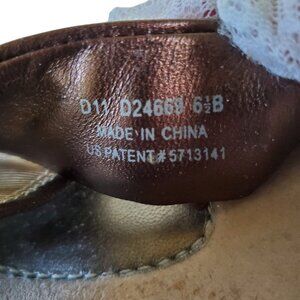 D11 D24669 6½B
MADE IN CHINA
US PATENT # 5713141